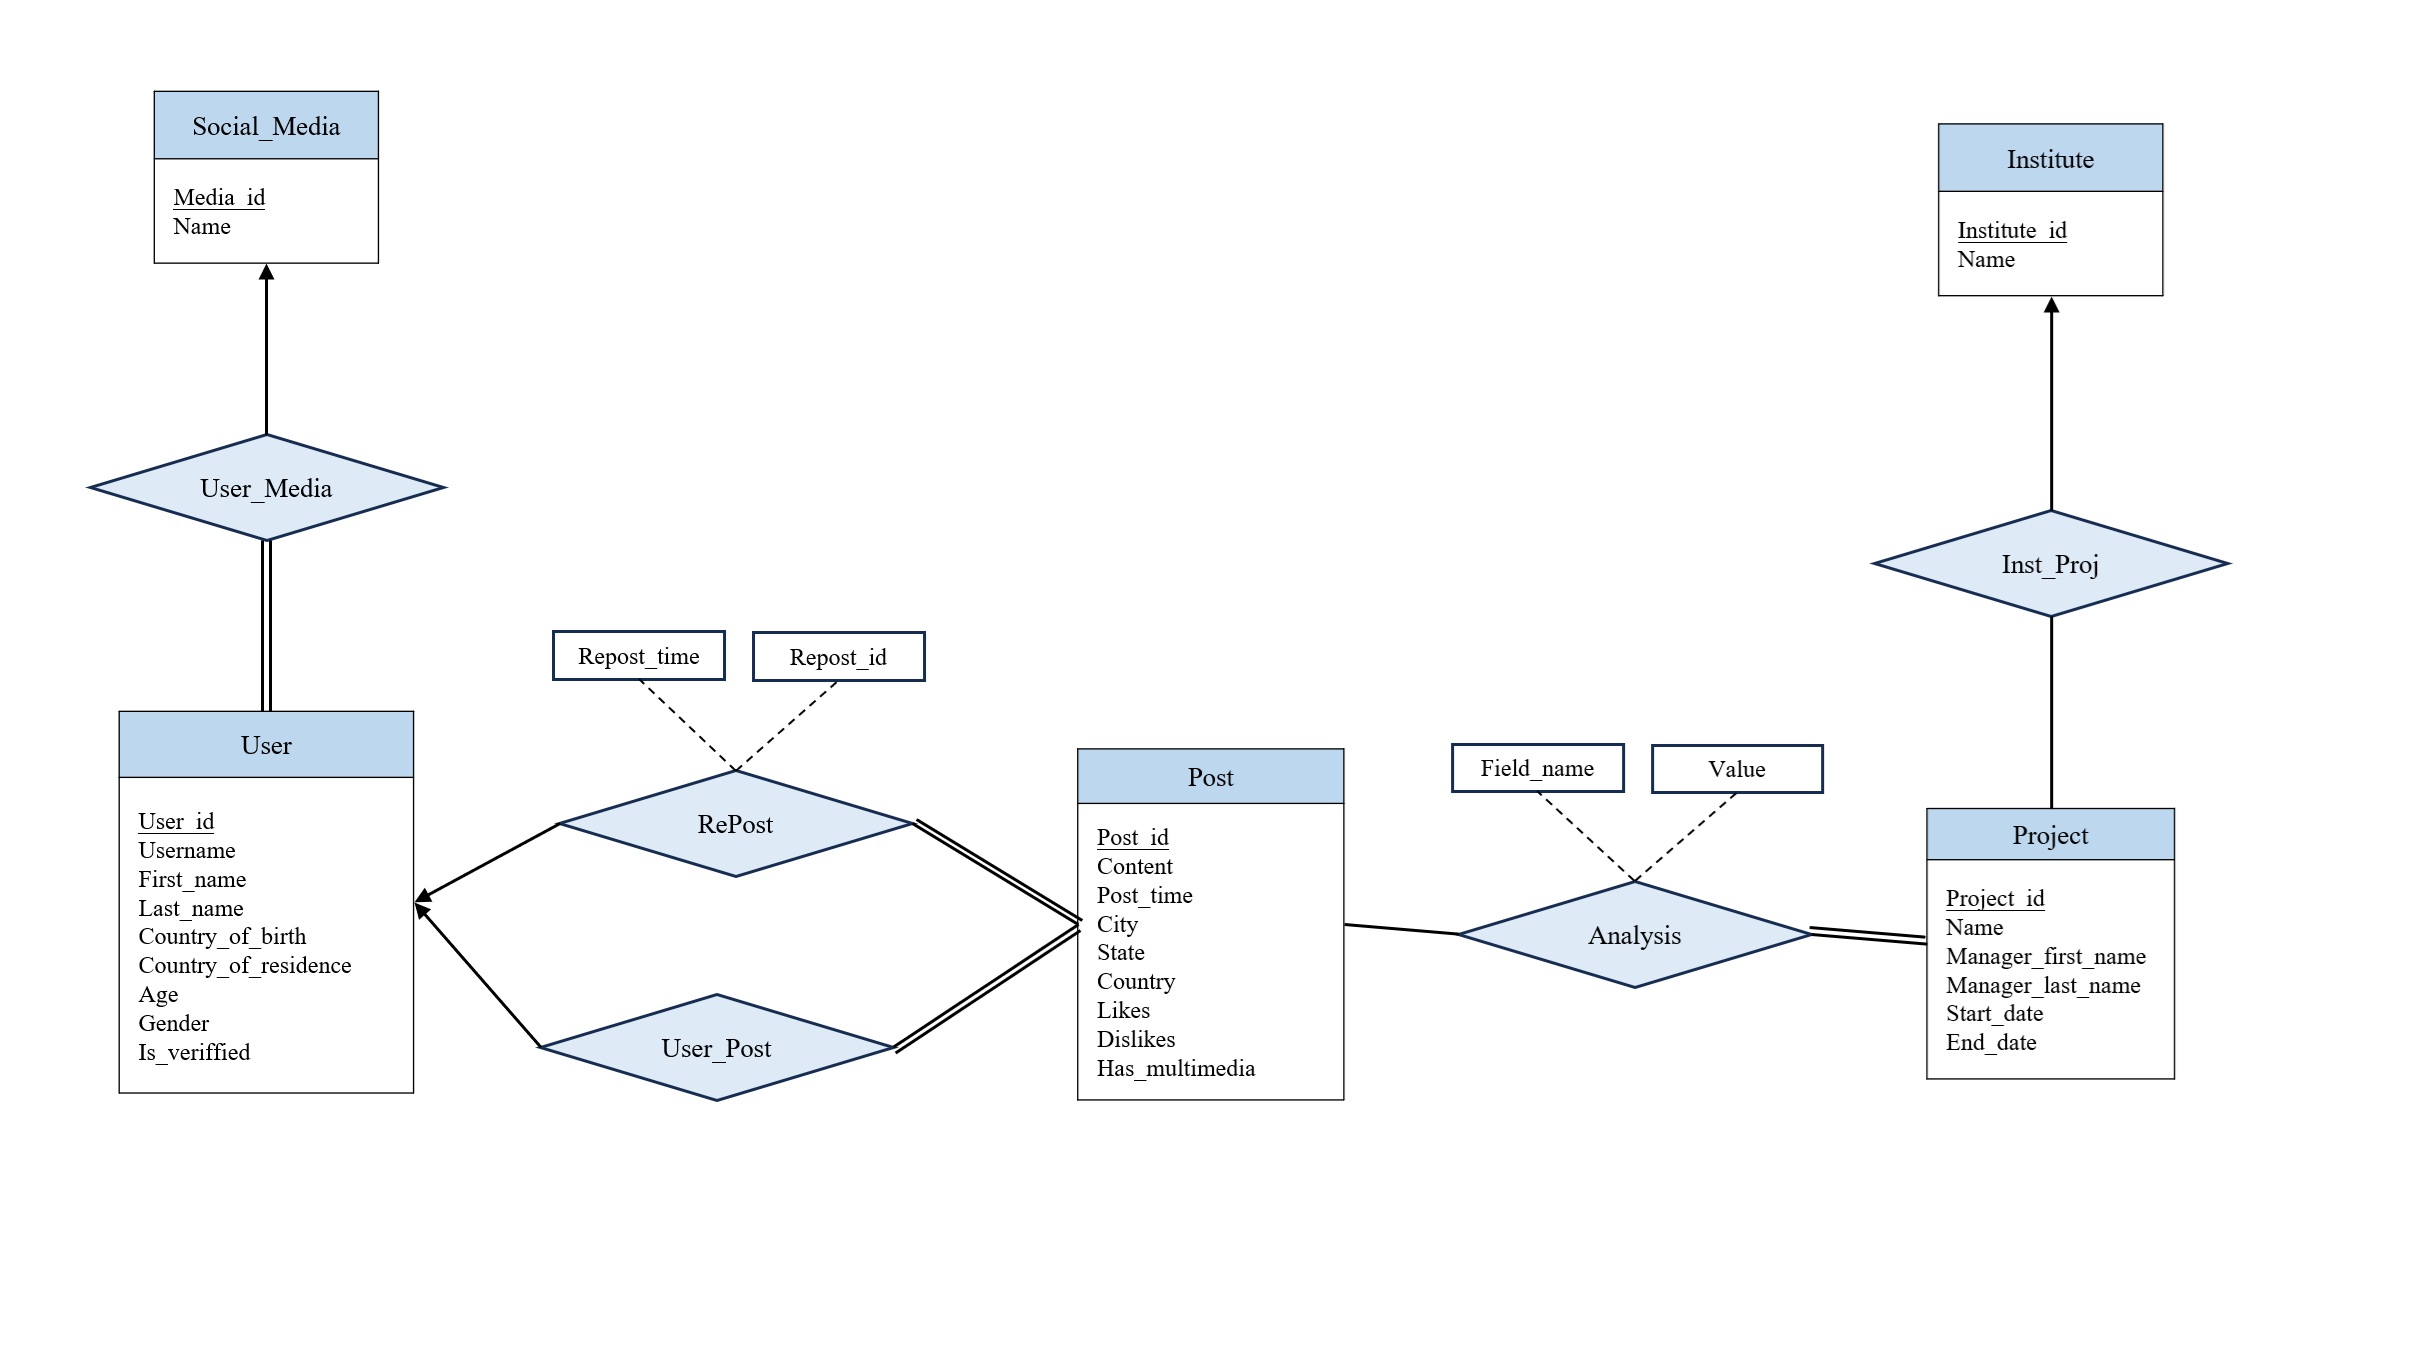 Social_Media
Media_id
Name
User_Media
User
User_id
Username
First_name
Last_name
Country_of_birth
Country_of_residence
Age
Gender
Is_veriffied
Repost_time
Repost_id
RePost
User_Post
Post
Post_id
Content
Post_time
City
State
Country
Likes
Dislikes
Has_multimedia
Field_name
Value
Analysis
Institute
Institute_id
Name
Inst_Proj
Project
Project_id
Name
Manager_first_name
Manager_last_name
Start_date
End_date